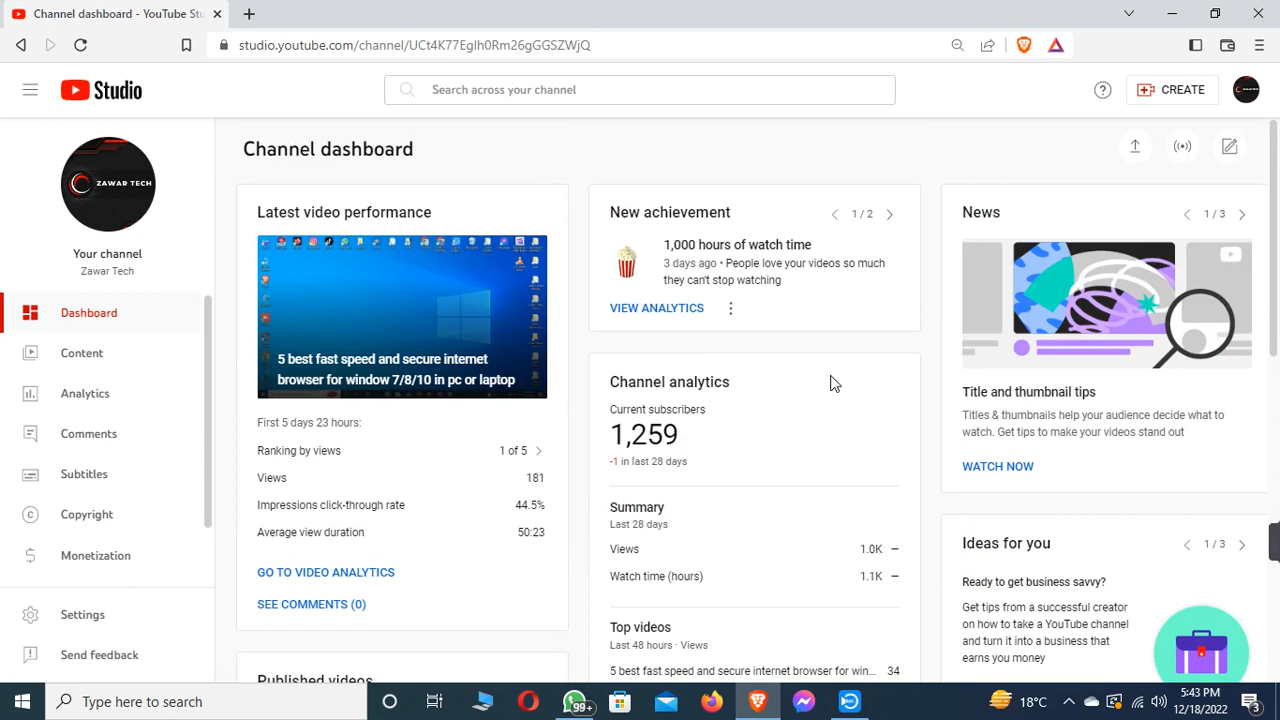 Channel dashboard - YouTube Stu
studio.youtube.com/channel/UCt4K77EgIh0Rm26gGGSZWjQ
Studio
Search across your channel
CREATE
ZAWAR TECH
Your channel
Zawar Tech
Dashboard
Content
Analytics
Comments
Subtitles
Copyright
Monetization
Settings
Send feedback
Channel dashboard
Latest video performance
5 best fast speed and secure internet
browser for window 7/8/10 in pc or laptop
First 5 days 23 hours:
Ranking by views 1 of 5
Views 181
Impressions click-through rate 44.5%
Average view duration 50:23
GO TO VIDEO ANALYTICS
SEE COMMENTS (0)
Published videos
New achievement 1 / 2
1,000 hours of watch time
3 days ago • People love your videos so much
they can't stop watching
VIEW ANALYTICS
Channel analytics
Current subscribers
1,259
-1 in last 28 days
Summary
Last 28 days
Views 1.0K —
Watch time (hours) 1.1K —
Top videos
Last 48 hours · Views
5 best fast speed and secure internet browser for win... 34
News 1 / 3
Title and thumbnail tips
Titles & thumbnails help your audience decide what to
watch. Get tips to make your videos stand out
WATCH NOW
Ideas for you 1 / 3
Ready to get business savvy?
Get tips from a successful creator
on how to take a YouTube channel
and turn it into a business that
earns you money
Type here to search
99+
18°C
5:43 PM
12/18/2022
3